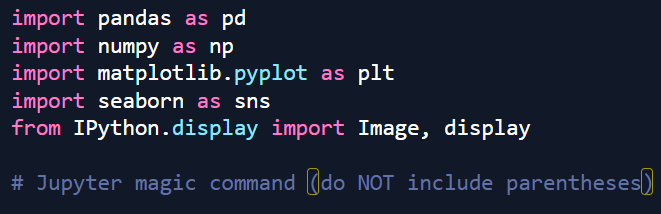 import pandas as pd
import numpy as np
import matplotlib.pyplot as plt
import seaborn as sns
from IPython.display import Image, display
# Jupyter magic command (do NOT include parentheses)